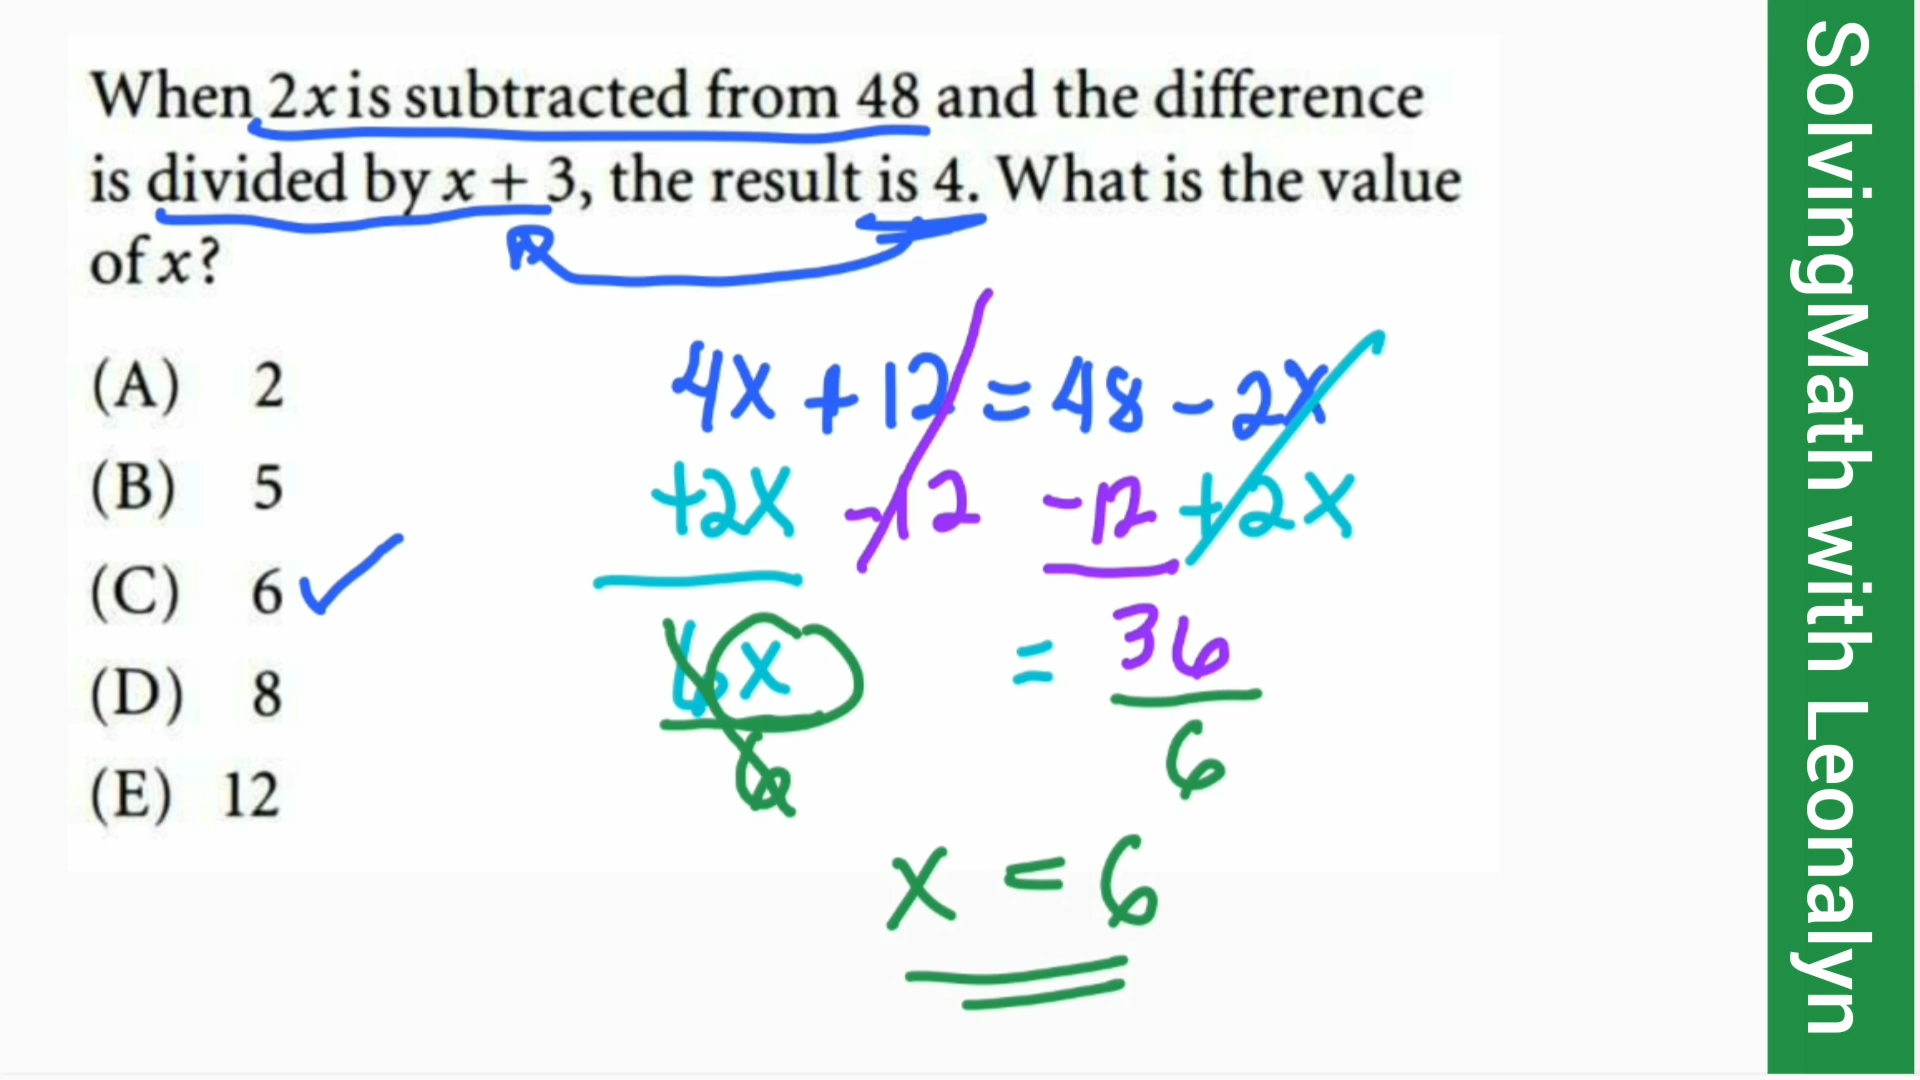 When 2x is subtracted from 48 and the difference
is divided by x + 3, the result is 4. What is the value
of x?
(A) 2
(B) 5
(C) 6 ✓
(D) 8
(E) 12
4x + 12 = 48 - 2x
+2x -12 -12 +2x
6x = 36
6 6
x = 6
SolvingMath with Leonalyn